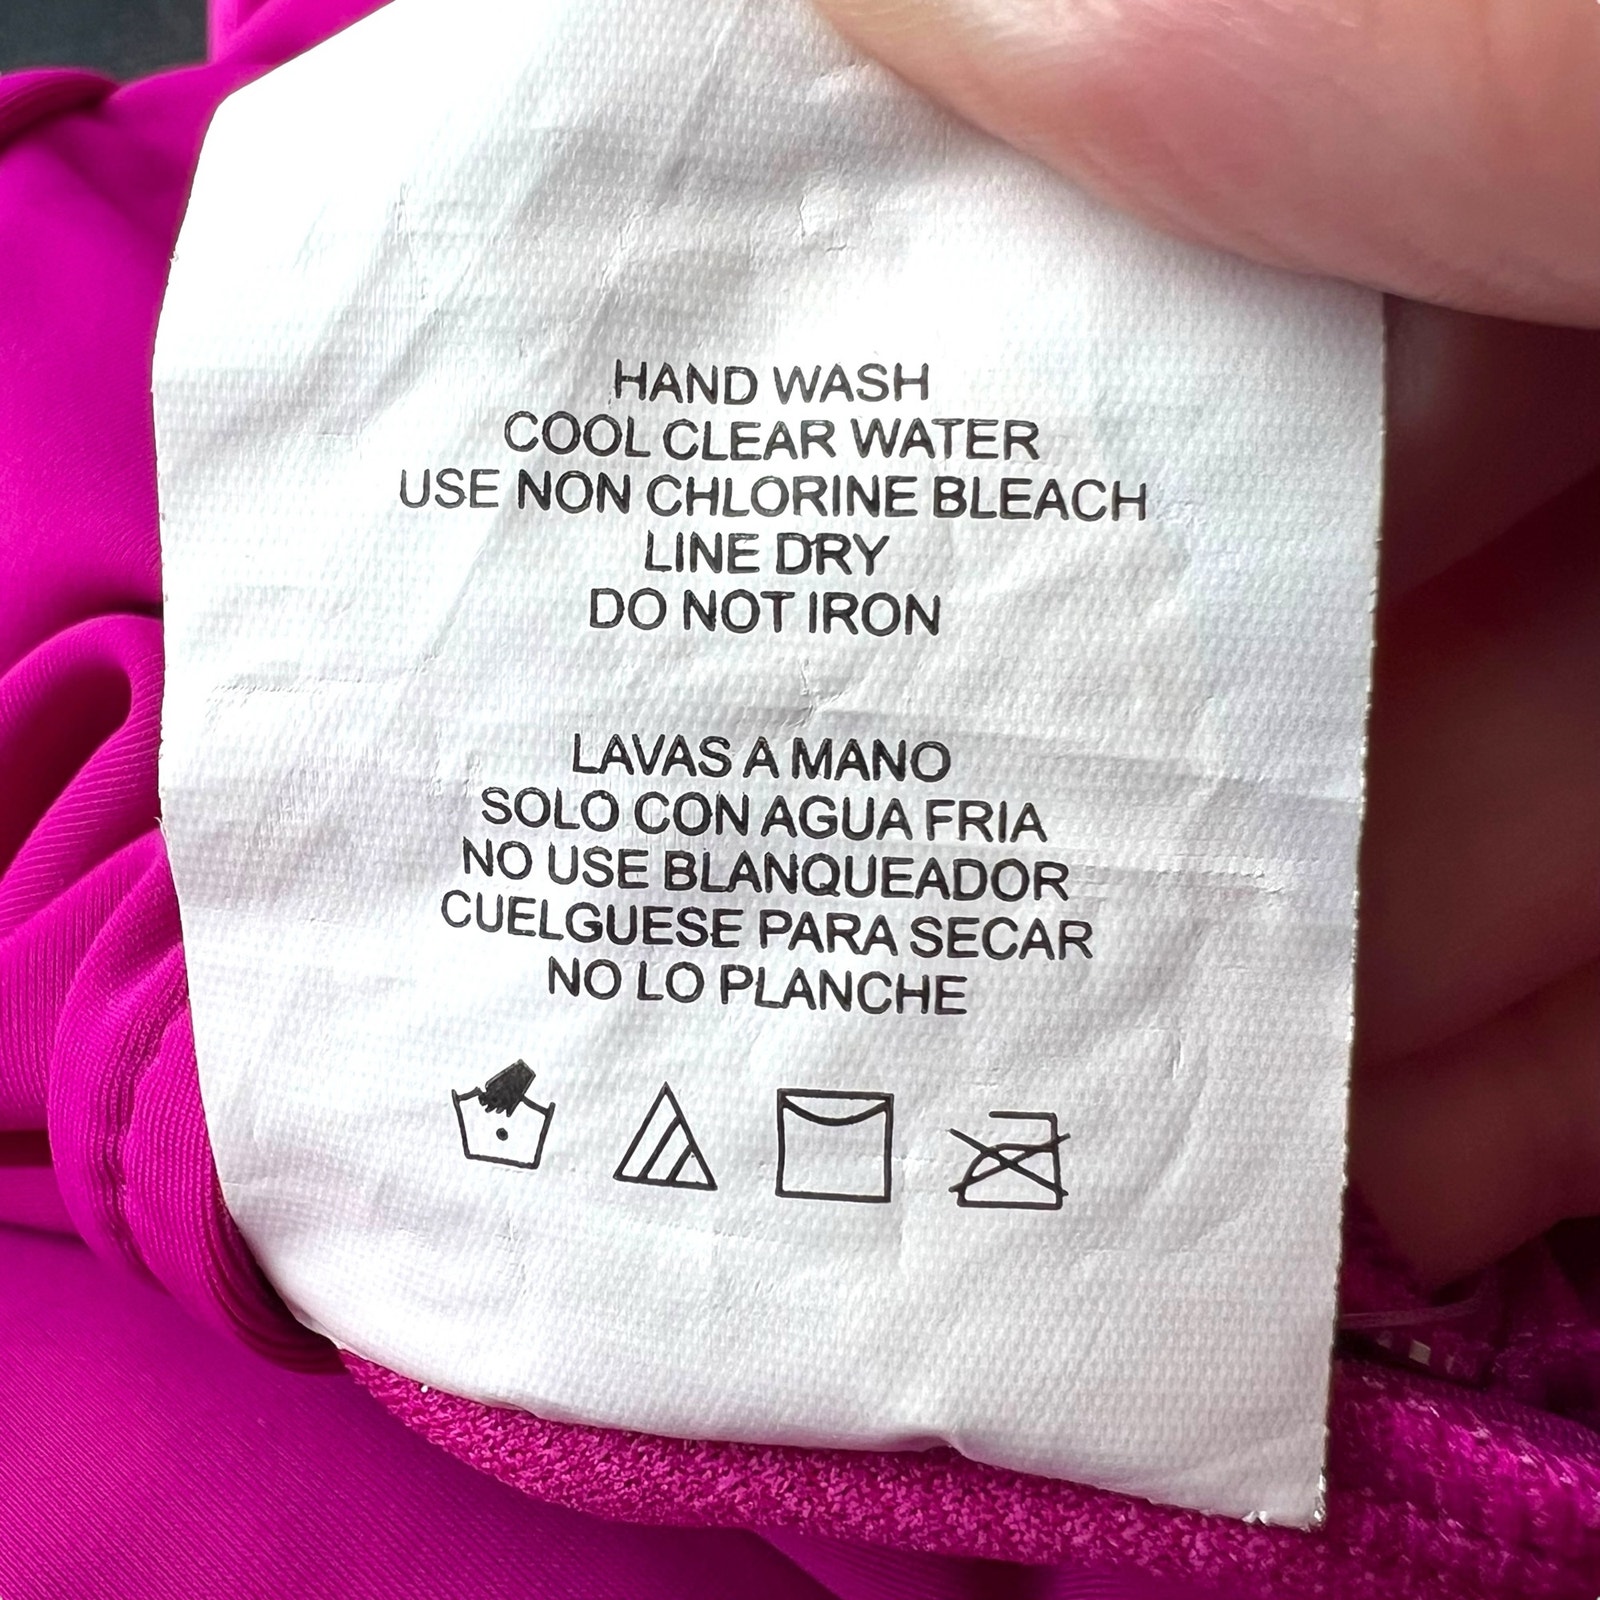 HAND WASH
COOL CLEAR WATER
USE NON CHLORINE BLEACH
LINE DRY
DO NOT IRON
LAVAS A MANO
SOLO CON AGUA FRIA
NO USE BLANQUEADOR
CUELGUESE PARA SECAR
NO LO PLANCHE